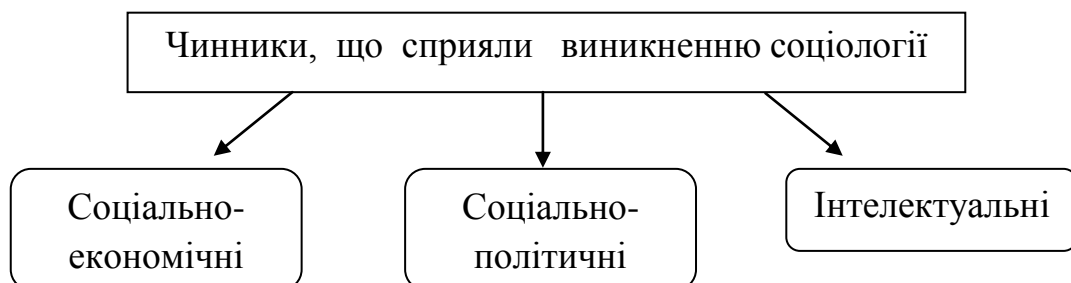 Чинники, що сприяли виникненню соціології
Соціально-
економічні
Соціально-
політичні
Інтелектуальні